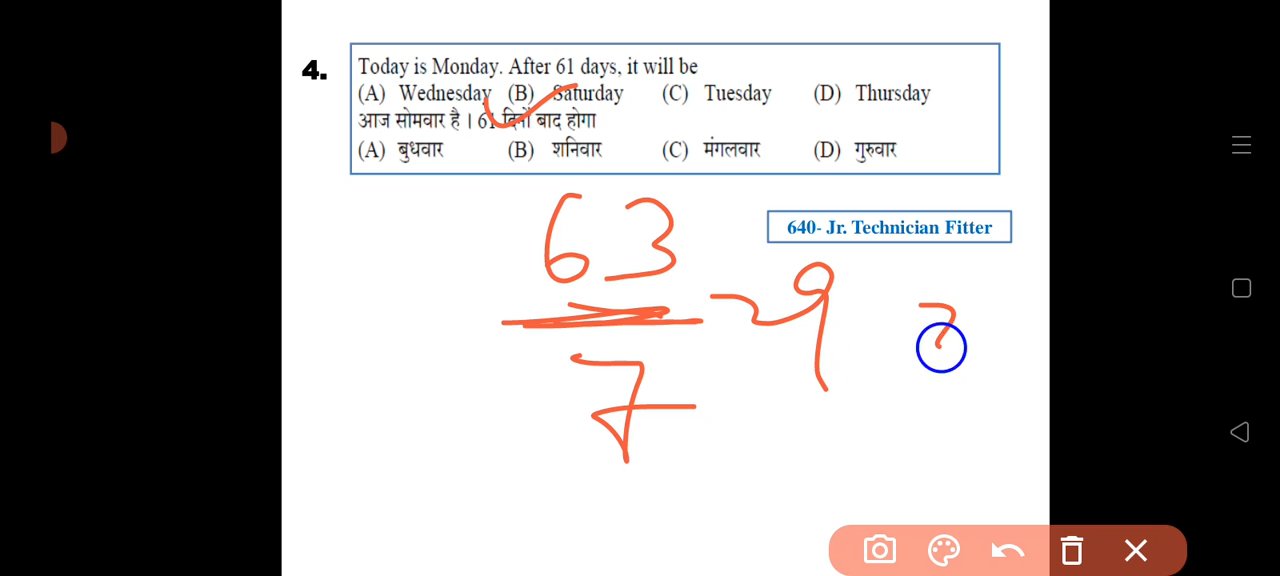 4.
Today is Monday. After 61 days, it will be
(A) Wednesday (B) Saturday (C) Tuesday (D) Thursday
आज सोमवार है । 61 दिनों बाद होगा
(A) बुधवार (B) शनिवार (C) मंगलवार (D) गुरुवार
640- Jr. Technician Fitter
63
9
7